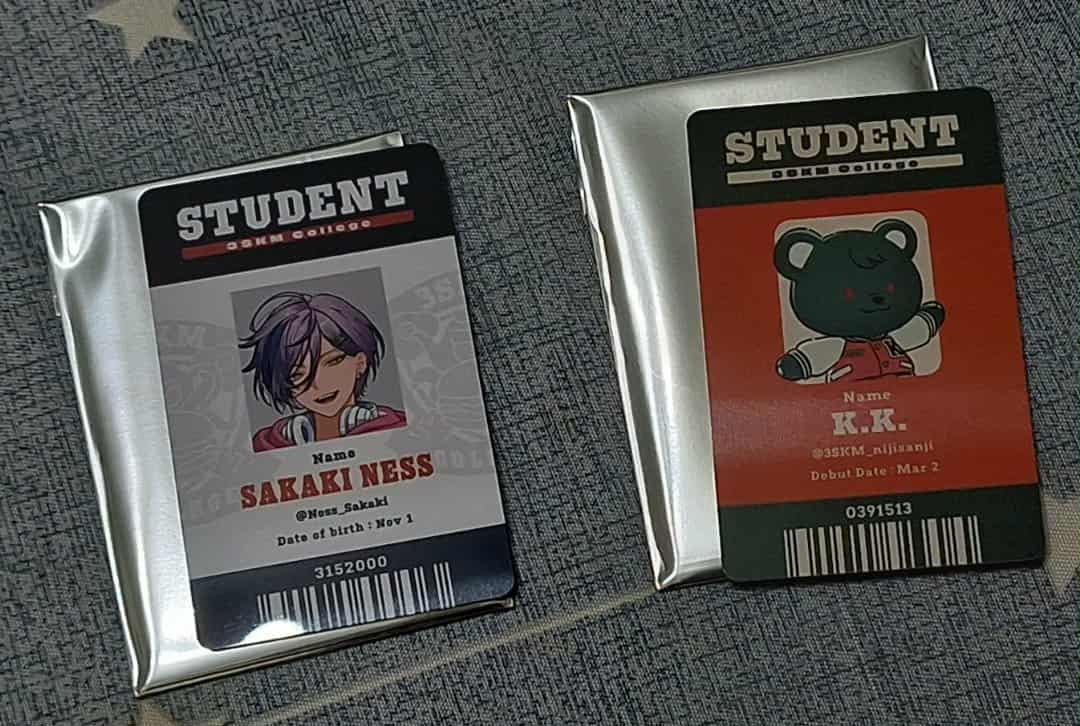 STUDENT
3SKM College
Name
SAKAKI NESS
@Ness_Sakaki
Date of birth : Nov 1
3152000
STUDENT
3SKM College
Name
K.K.
@3SKM_nijisanji
Debut Date : Mar 2
0391513